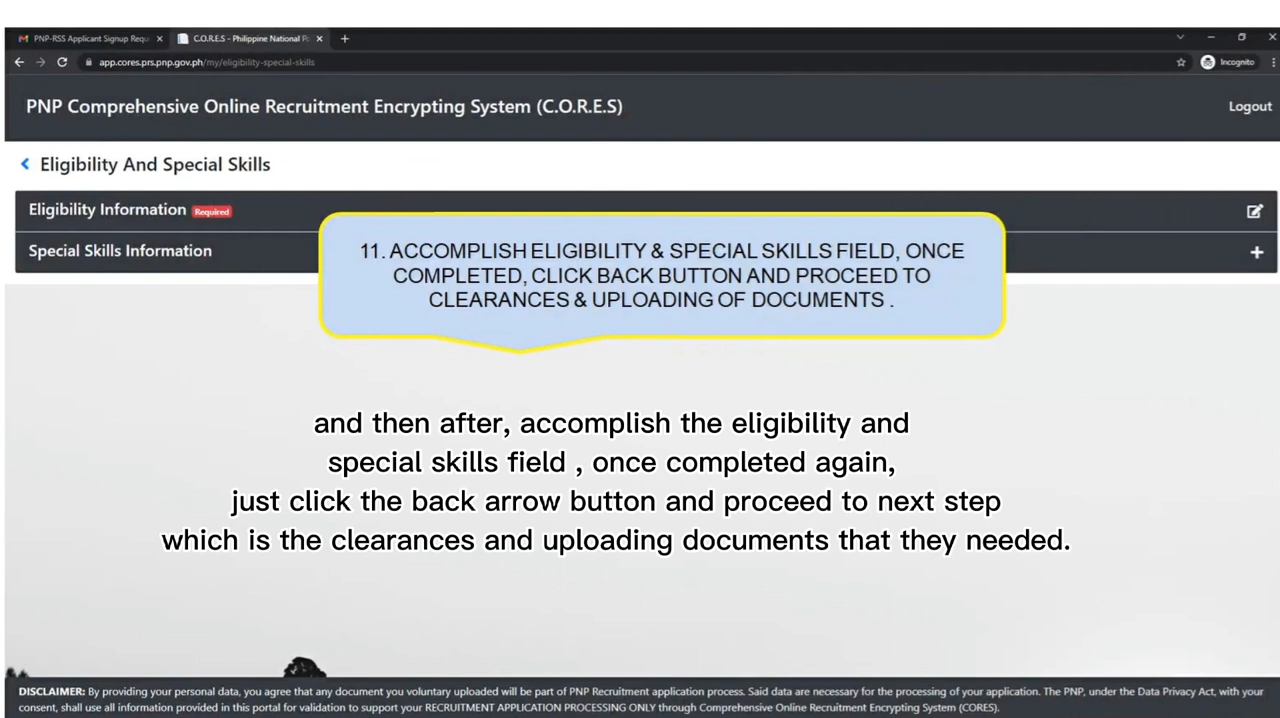 PNP-RSS Applicant Signup Requ
C.O.R.E.S - Philippine National Po
app.cores.prs.pnp.gov.ph/my/eligibility-special-skills
Incognito
PNP Comprehensive Online Recruitment Encrypting System (C.O.R.E.S)
Logout
Eligibility And Special Skills
Eligibility Information Required
Special Skills Information
11. ACCOMPLISH ELIGIBILITY & SPECIAL SKILLS FIELD, ONCE
COMPLETED, CLICK BACK BUTTON AND PROCEED TO
CLEARANCES & UPLOADING OF DOCUMENTS .
and then after, accomplish the eligibility and
special skills field , once completed again,
just click the back arrow button and proceed to next step
which is the clearances and uploading documents that they needed.
DISCLAIMER: By providing your personal data, you agree that any document you voluntary uploaded will be part of PNP Recruitment application process. Said data are necessary for the processing of your application. The PNP, under the Data Privacy Act, with your
consent, shall use all information provided in this portal for validation to support your RECRUITMENT APPLICATION PROCESSING ONLY through Comprehensive Online Recruitment Encrypting System (CORES).